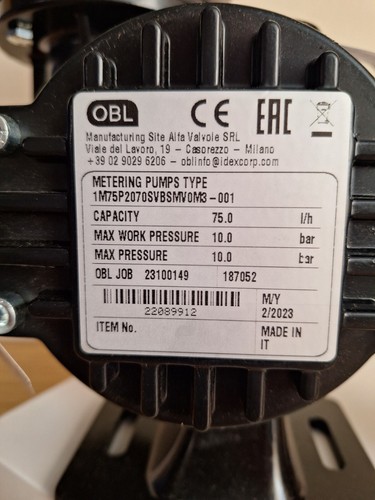 OBL CE EAC
Manufacturing Site Alfa Valvole SRL
Viale del Lavoro, 19 - Casorezzo - Milano
+39 02 9029 6206 - oblinfo@idexcorp.com
METERING PUMPS TYPE
1M75P2070SVBSMV0M3-001
CAPACITY 75.0 l/h
MAX WORK PRESSURE 10.0 bar
MAX PRESSURE 10.0 bar
OBL JOB 23100149 187052
22089912
M/Y
2/2023
ITEM No.
MADE IN
IT